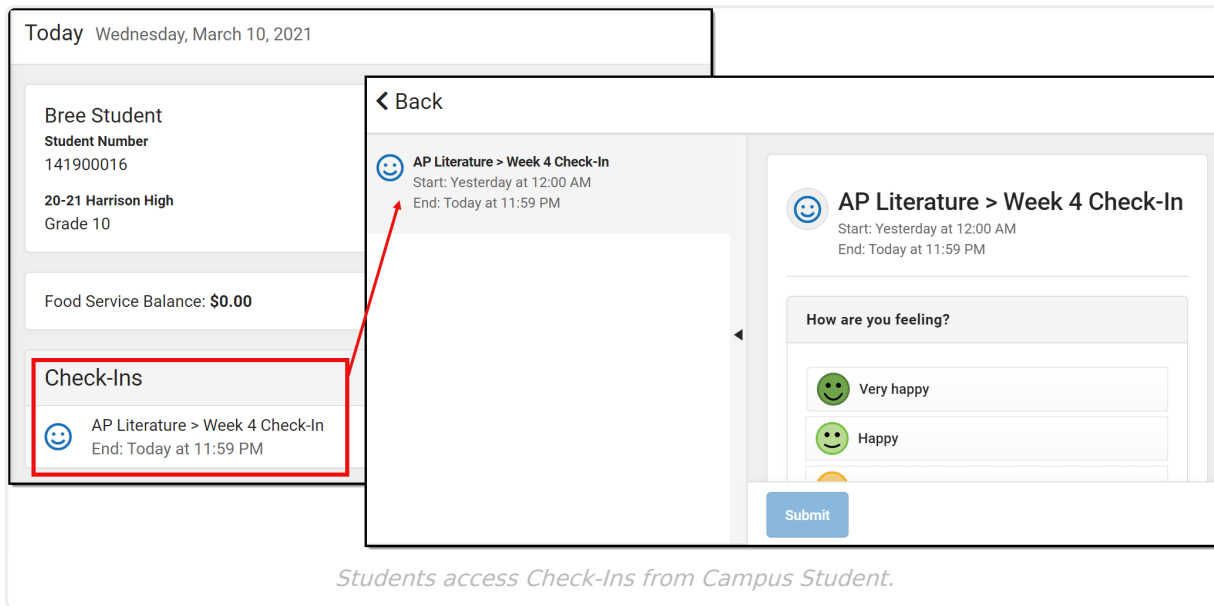 Today Wednesday, March 10, 2021
Bree Student
Student Number
141900016
20-21 Harrison High
Grade 10
Food Service Balance: $0.00
Check-Ins
AP Literature > Week 4 Check-In
End: Today at 11:59 PM
Back
AP Literature > Week 4 Check-In
Start: Yesterday at 12:00 AM
End: Today at 11:59 PM
AP Literature > Week 4 Check-In
Start: Yesterday at 12:00 AM
End: Today at 11:59 PM
How are you feeling?
Very happy
Happy
Submit
Students access Check-Ins from Campus Student.